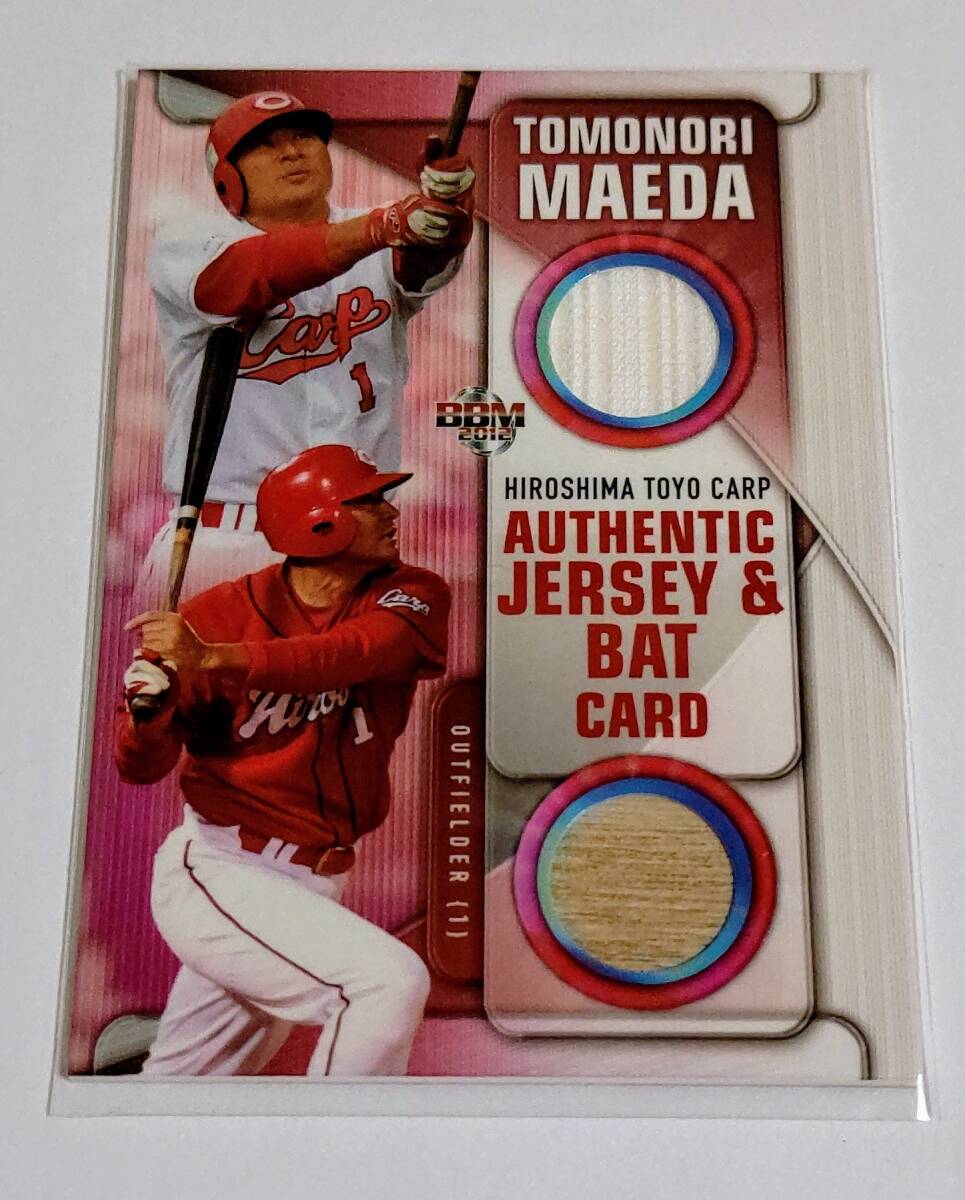 TOMONORI
MAEDA
Carp
1
BBM
2012
HIROSHIMA TOYO CARP
AUTHENTIC
JERSEY &
BAT
CARD
Carp
1
OUTFIELDER (1)